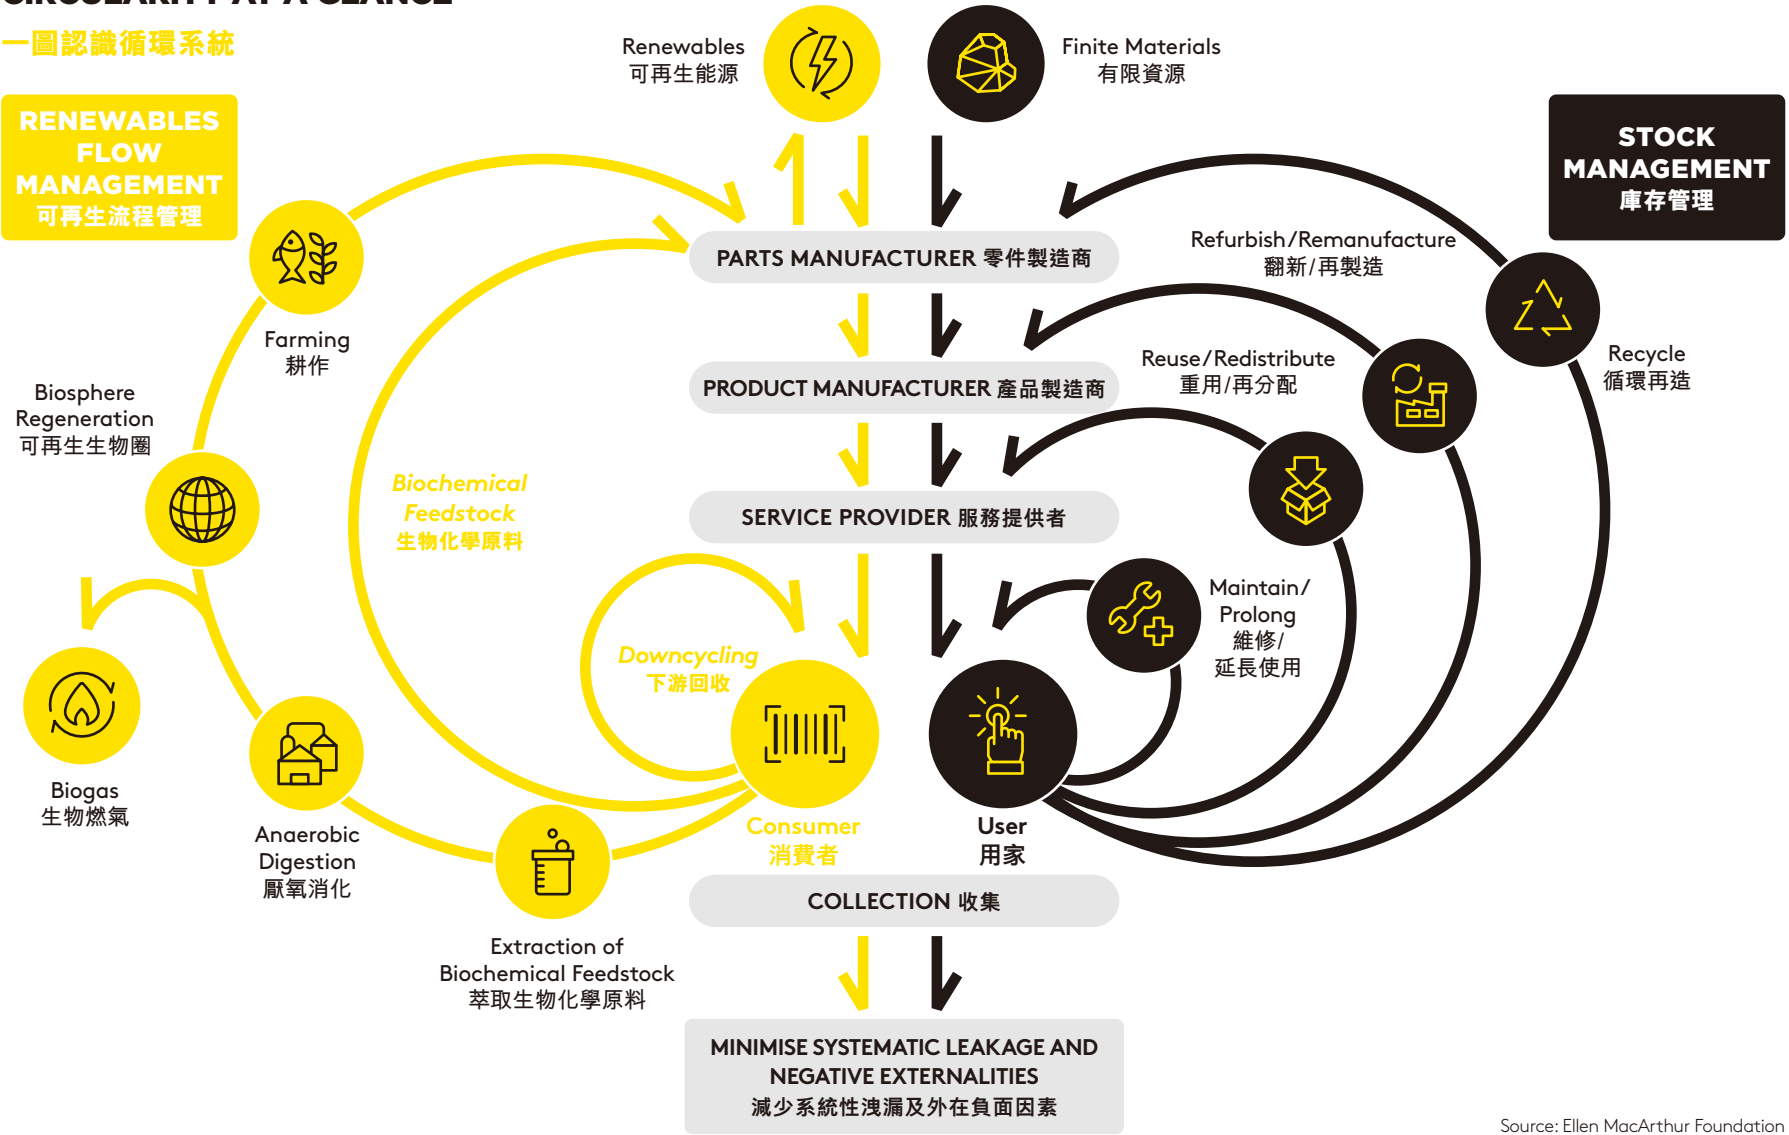 CIRCULARITY AT A GLANCE
一圖認識循環系統
RENEWABLES
FLOW
MANAGEMENT
可再生流程管理
Renewables
可再生能源
Finite Materials
有限資源
STOCK
MANAGEMENT
庫存管理
PARTS MANUFACTURER 零件製造商
Refurbish/Remanufacture
翻新/再製造
Farming
耕作
Recycle
循環再造
Reuse/Redistribute
重用/再分配
PRODUCT MANUFACTURER 產品製造商
Biosphere
Regeneration
可再生生物圈
Biochemical
Feedstock
生物化學原料
SERVICE PROVIDER 服務提供者
Maintain/
Prolong
維修/
延長使用
Downcycling
下游回收
Biogas
生物燃氣
Anaerobic
Digestion
厭氧消化
Consumer
消費者
User
用家
COLLECTION 收集
Extraction of
Biochemical Feedstock
萃取生物化學原料
MINIMISE SYSTEMATIC LEAKAGE AND
NEGATIVE EXTERNALITIES
減少系統性洩漏及外在負面因素
Source: Ellen MacArthur Foundation